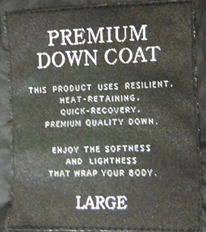 PREMIUM
DOWN COAT
THIS PRODUCT USES RESILIENT.
HEAT-RETAINING.
QUICK-RECOVERY.
PREMIUM QUALITY DOWN.
ENJOY THE SOFTNESS
AND LIGHTNESS
THAT WRAP YOUR BODY.
LARGE